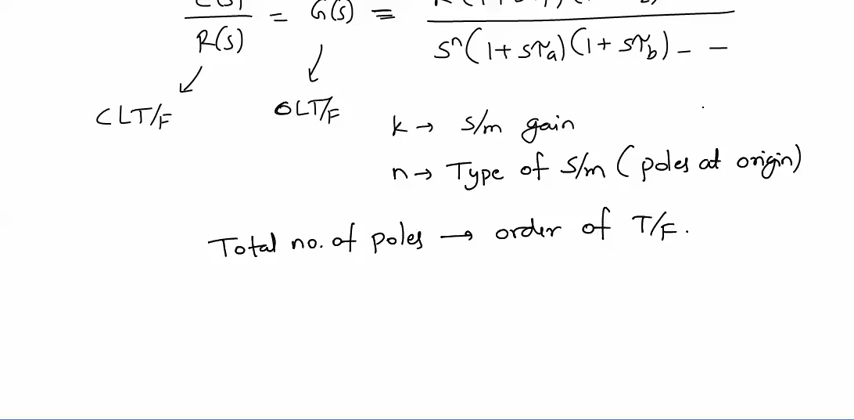 R(s) = G(s) = s^n (1+sτa)(1+sτb) - -
CLT/F OLT/F
k → s/m gain
n → Type of s/m (poles at origin)
Total no. of poles → order of T/F.